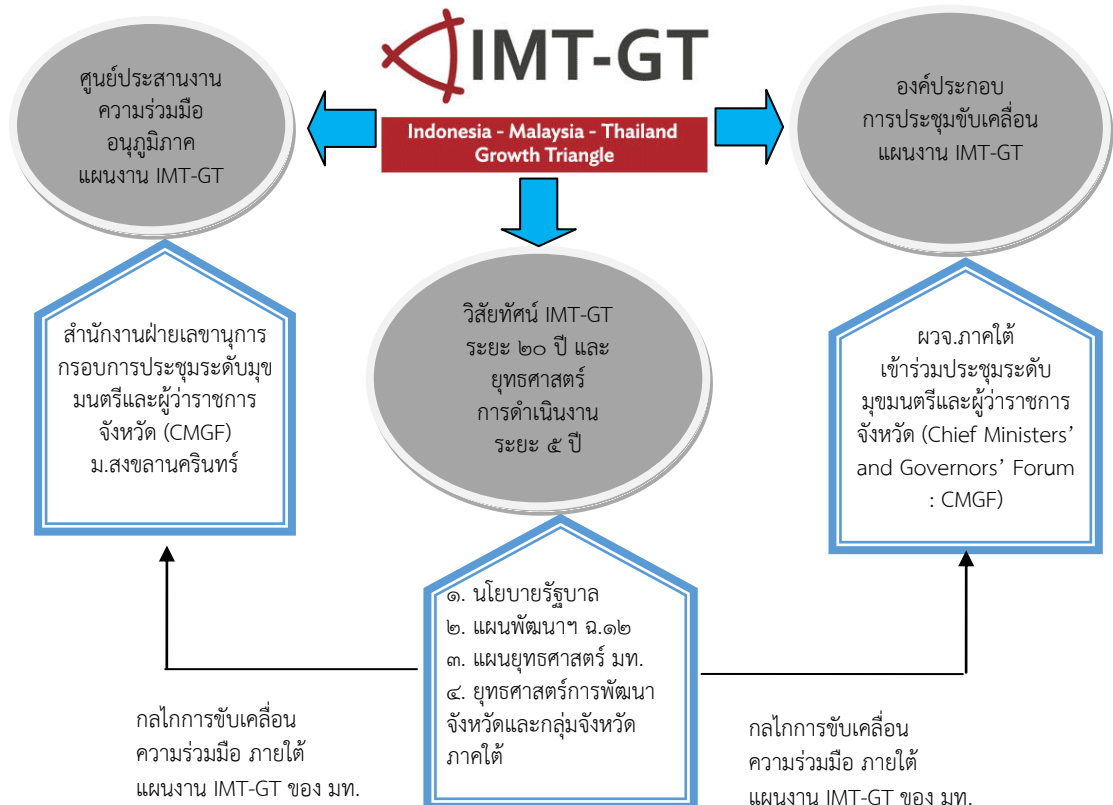 IMT-GT
Indonesia - Malaysia - Thailand
Growth Triangle
ศูนย์ประสานงาน
ความร่วมมือ
อนุภูมิภาค
แผนงาน IMT-GT
องค์ประกอบ
การประชุมขับเคลื่อน
แผนงาน IMT-GT
วิสัยทัศน์ IMT-GT
ระยะ ๒๐ ปี และ
ยุทธศาสตร์
การดำเนินงาน
ระยะ ๕ ปี
สำนักงานฝ่ายเลขานุการ
กรอบการประชุมระดับมุข
มนตรีและผู้ว่าราชการ
จังหวัด (CMGF)
ม.สงขลานครินทร์
ผวจ.ภาคใต้
เข้าร่วมประชุมระดับ
มุขมนตรีและผู้ว่าราชการ
จังหวัด (Chief Ministers’
and Governors’ Forum
: CMGF)
๑. นโยบายรัฐบาล
๒. แผนพัฒนาฯ ฉ.๑๒
๓. แผนยุทธศาสตร์ มท.
๔. ยุทธศาสตร์การพัฒนา
จังหวัดและกลุ่มจังหวัด
ภาคใต้
กลไกการขับเคลื่อน
ความร่วมมือ ภายใต้
แผนงาน IMT-GT ของ มท.
กลไกการขับเคลื่อน
ความร่วมมือ ภายใต้
แผนงาน IMT-GT ของ มท.